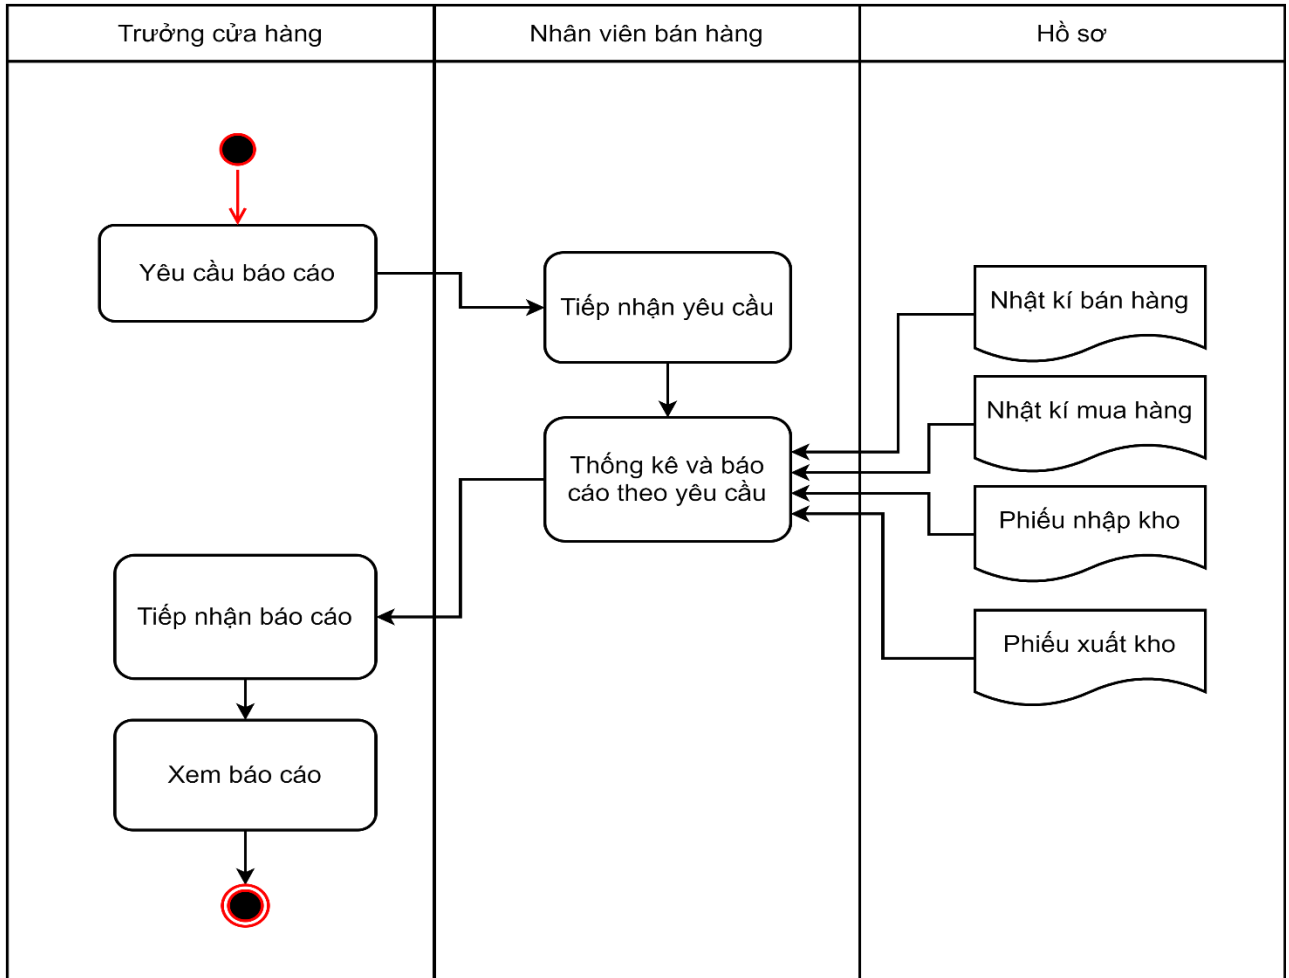 Trưởng cửa hàng
Nhân viên bán hàng
Hồ sơ
Yêu cầu báo cáo
Tiếp nhận yêu cầu
Nhật kí bán hàng
Nhật kí mua hàng
Thống kê và báo
cáo theo yêu cầu
Phiếu nhập kho
Tiếp nhận báo cáo
Phiếu xuất kho
Xem báo cáo